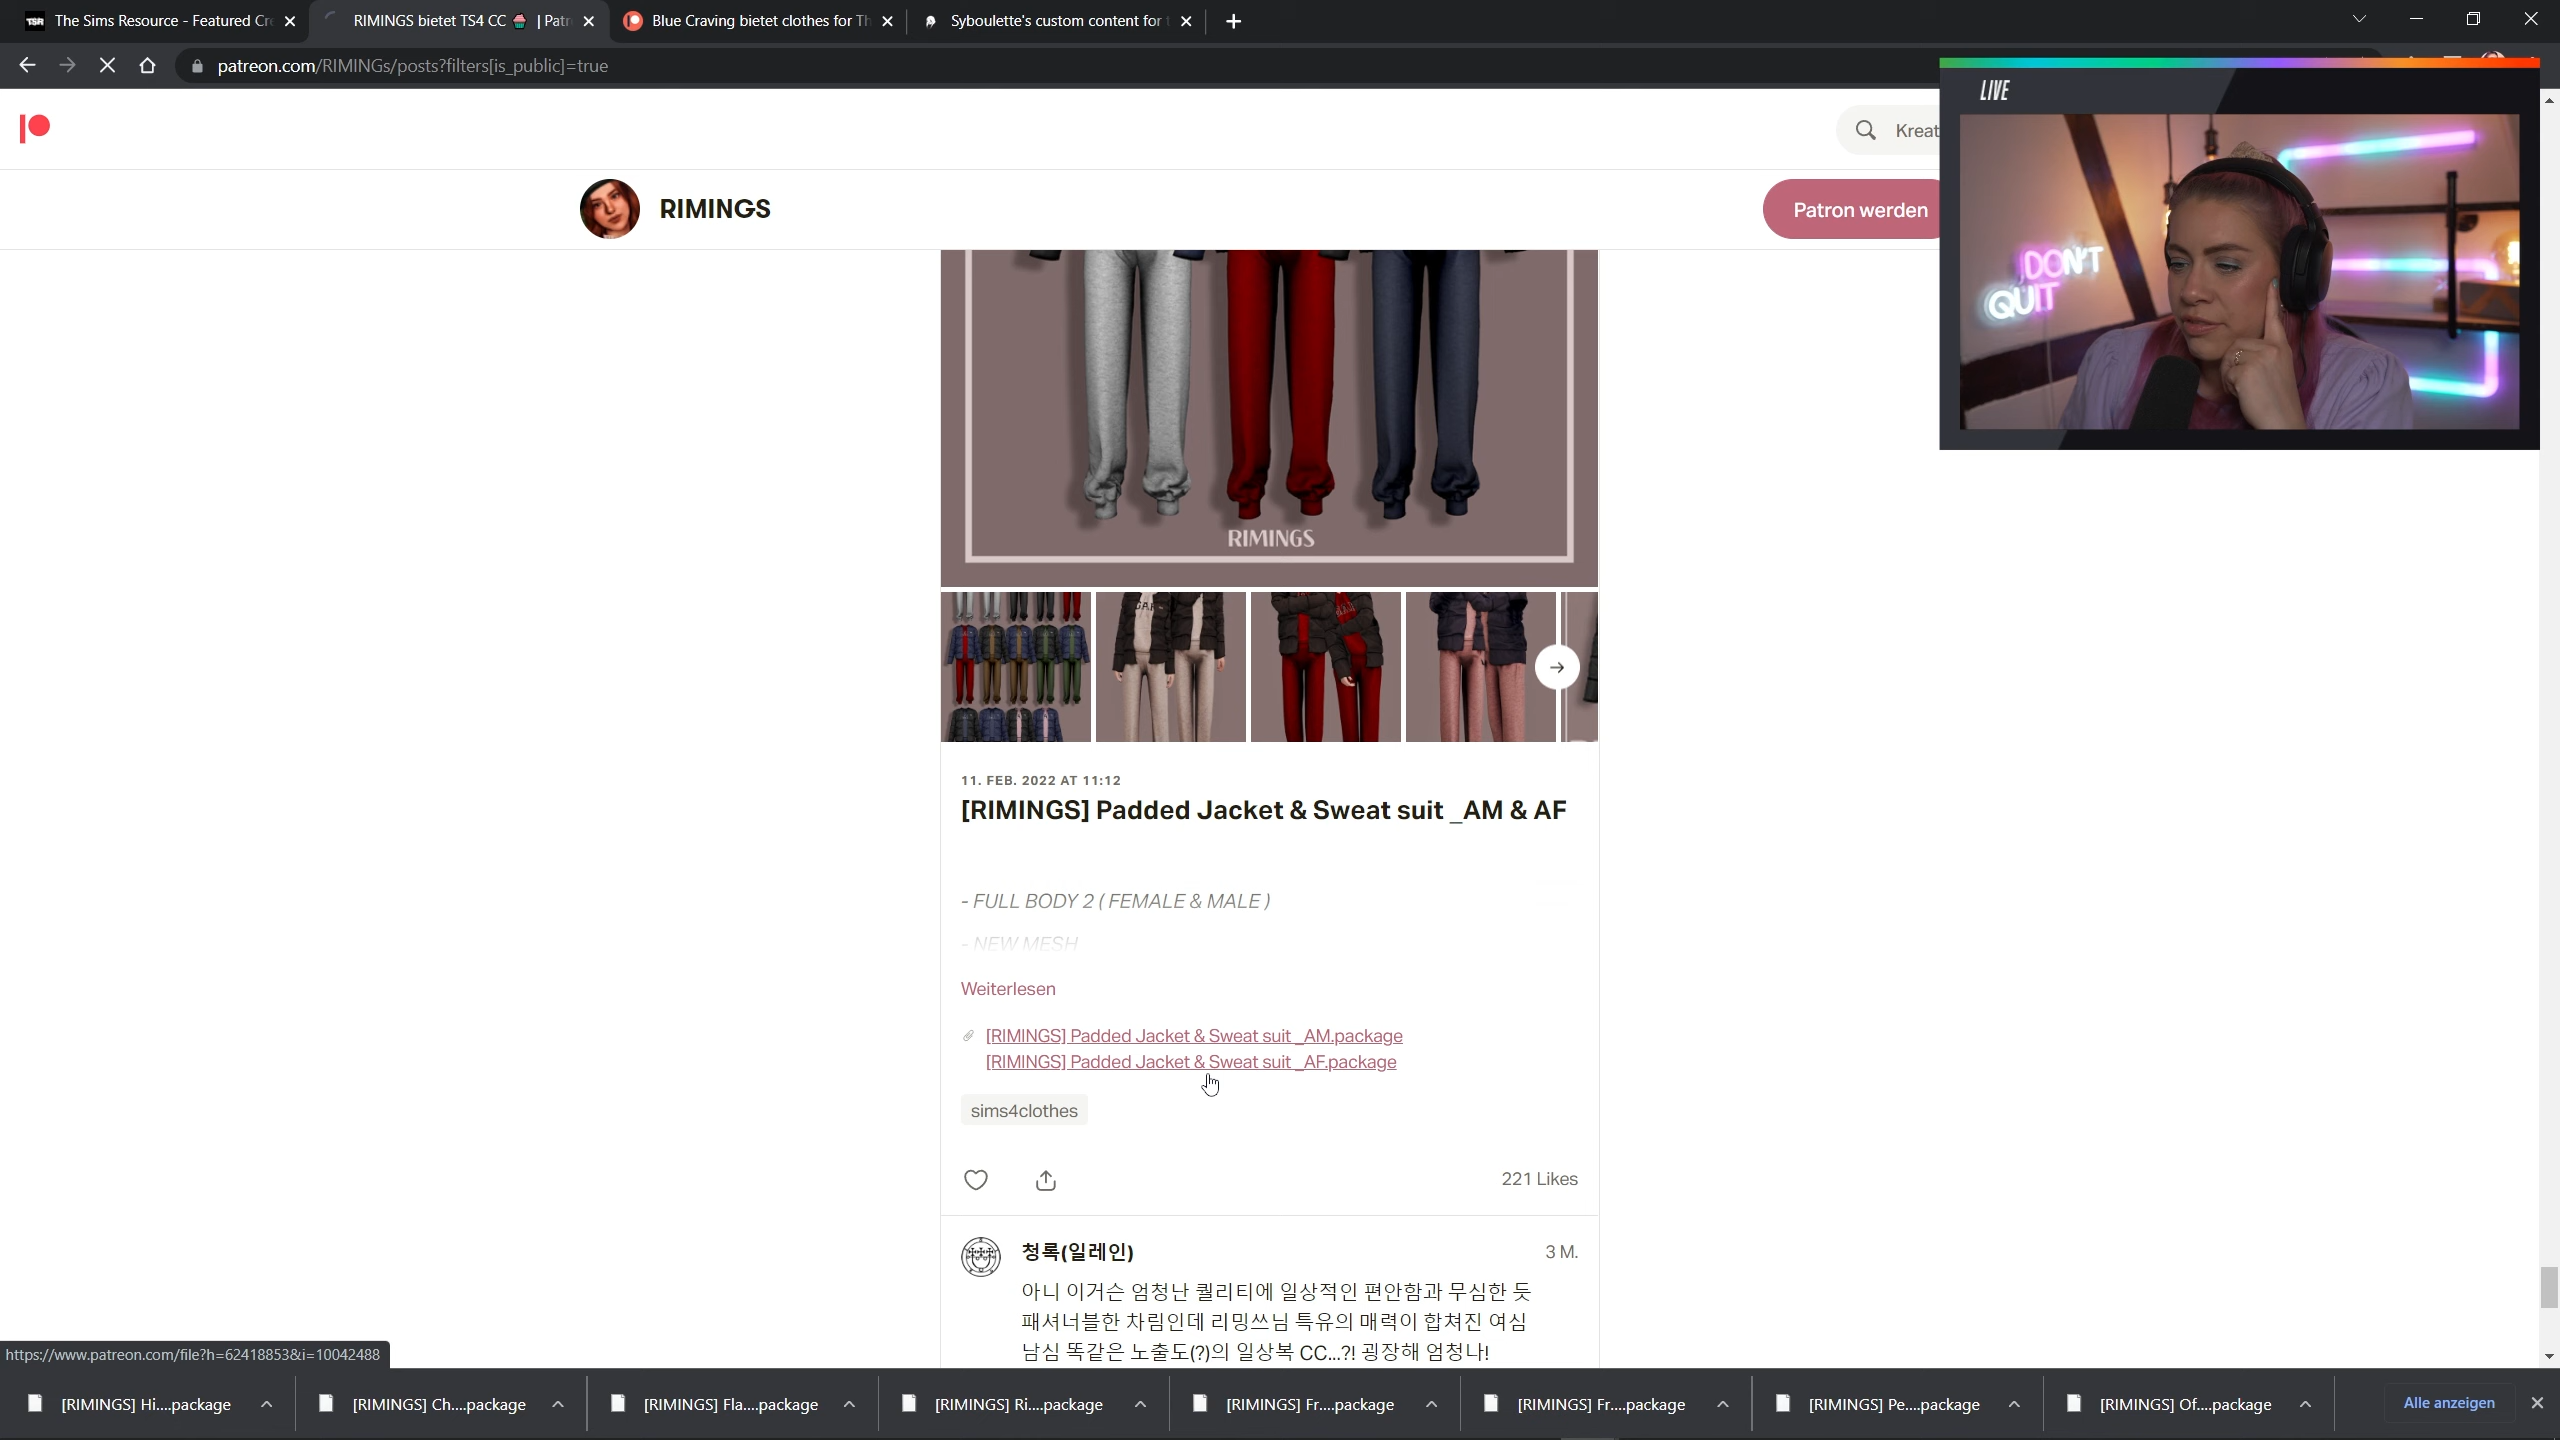 The Sims Resource - Featured Cr
RIMINGS bietet TS4 CC 🧁 | Patr
Blue Craving bietet clothes for Th
Syboulette's custom content for t
patreon.com/RIMINGs/posts?filters[is_public]=true
LIVE
Kreat
RIMINGS
Patron werden
DON'T
QUIT
RIMINGS
11. FEB. 2022 AT 11:12
[RIMINGS] Padded Jacket & Sweat suit _AM & AF
- FULL BODY 2 ( FEMALE & MALE )
- NEW MESH
Weiterlesen
[RIMINGS] Padded Jacket & Sweat suit _AM.package
[RIMINGS] Padded Jacket & Sweat suit _AF.package
sims4clothes
221 Likes
청록(일레인)
3 M.
아니 이거슨 엄청난 퀄리티에 일상적인 편안함과 무심한 듯
패셔너블한 차림인데 리밍쓰님 특유의 매력이 합쳐진 여심
남심 똑같은 노출도(?)의 일상복 CC...?! 굉장해 엄청나!
https://www.patreon.com/file?h=62418853&i=10042488
[RIMINGS] Hi....package
[RIMINGS] Ch....package
[RIMINGS] Fla....package
[RIMINGS] Ri....package
[RIMINGS] Fr....package
[RIMINGS] Fr....package
[RIMINGS] Pe....package
[RIMINGS] Of....package
Alle anzeigen